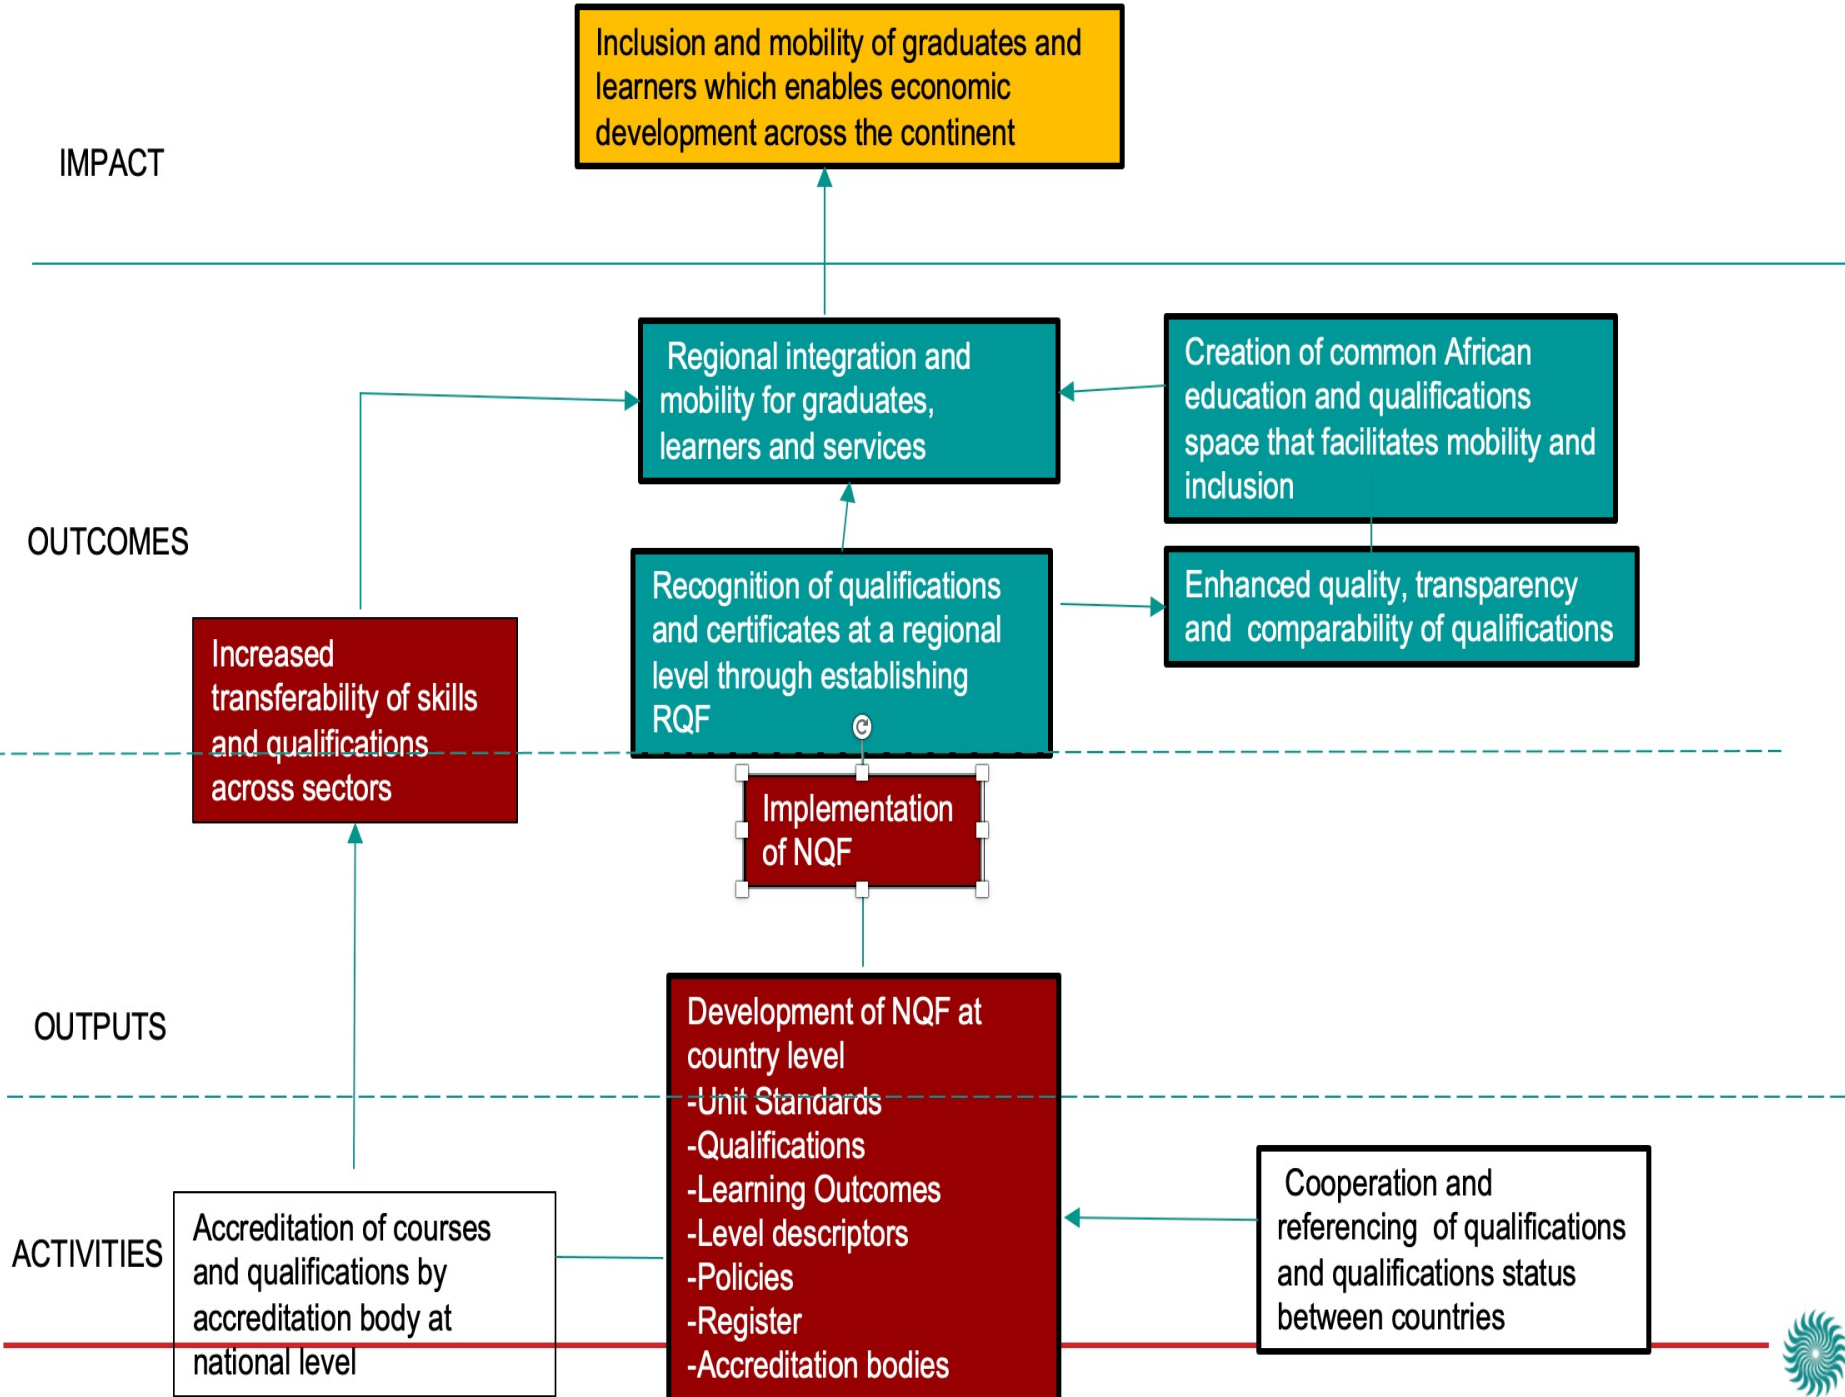 Inclusion and mobility of graduates and
learners which enables economic
development across the continent
IMPACT
Regional integration and
mobility for graduates,
learners and services
Creation of common African
education and qualifications
space that facilitates mobility and
inclusion
OUTCOMES
Recognition of qualifications
and certificates at a regional
level through establishing
RQF
Enhanced quality, transparency
and comparability of qualifications
Increased
transferability of skills
and qualifications
across sectors
Implementation
of NQF
OUTPUTS
Development of NQF at
country level
-Unit Standards
-Qualifications
-Learning Outcomes
-Level descriptors
-Policies
-Register
-Accreditation bodies
ACTIVITIES
Accreditation of courses
and qualifications by
accreditation body at
national level
Cooperation and
referencing of qualifications
and qualifications status
between countries